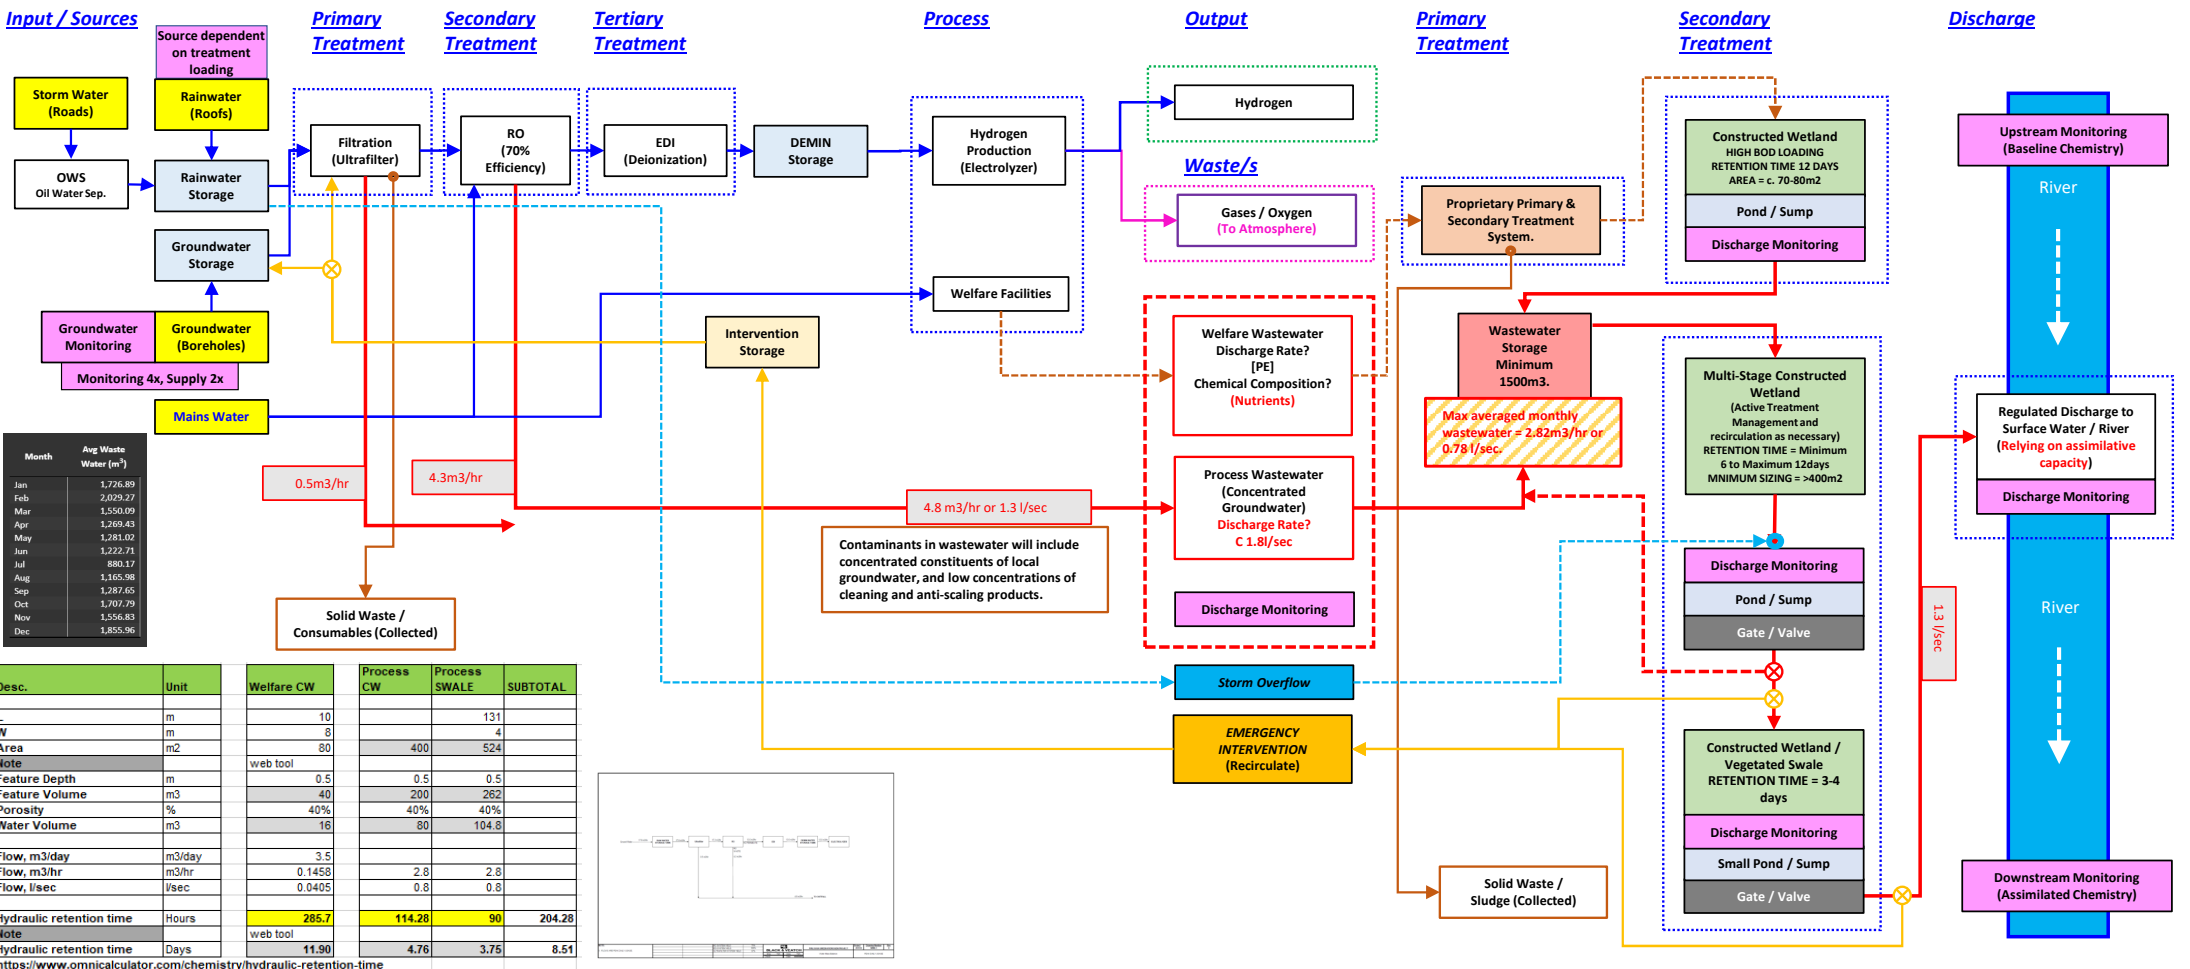 Input / Sources
Primary
Treatment
Secondary
Treatment
Tertiary
Treatment
Process
Output
Primary
Treatment
Secondary
Treatment
Discharge
Source dependent
on treatment
loading
Storm Water
(Roads)
Rainwater
(Roofs)
OWS
Oil Water Sep.
Rainwater
Storage
Groundwater
Storage
Groundwater
Monitoring
Groundwater
(Boreholes)
Monitoring 4x, Supply 2x
Mains Water
Filtration
(Ultrafilter)
RO
(70%
Efficiency)
EDI
(Deionization)
DEMIN
Storage
Hydrogen
Production
(Electrolyzer)
Welfare Facilities
Intervention
Storage
Hydrogen
Waste/s
Gases / Oxygen
(To Atmosphere)
Welfare Wastewater
Discharge Rate?
[PE]
Chemical Composition?
(Nutrients)
Process Wastewater
(Concentrated
Groundwater)
Discharge Rate?
C 1.8l/sec
Discharge Monitoring
Storm Overflow
EMERGENCY
INTERVENTION
(Recirculate)
0.5m3/hr
4.3m3/hr
4.8 m3/hr or 1.3 l/sec
Contaminants in wastewater will include
concentrated constituents of local
groundwater, and low concentrations of
cleaning and anti-scaling products.
Solid Waste /
Consumables (Collected)
Proprietary Primary &
Secondary Treatment
System.
Wastewater
Storage
Minimum
1500m3.
Max averaged monthly
wastewater = 2.82m3/hr or
0.78 l/sec.
Solid Waste /
Sludge (Collected)
Constructed Wetland
HIGH BOD LOADING
RETENTION TIME 12 DAYS
AREA = c. 70-80m2
Pond / Sump
Discharge Monitoring
Multi-Stage Constructed
Wetland
(Active Treatment
Management and
recirculation as necessary)
RETENTION TIME = Minimum
6 to Maximum 12days
MNIMUM SIZING = >400m2
Discharge Monitoring
Pond / Sump
Gate / Valve
Constructed Wetland /
Vegetated Swale
RETENTION TIME = 3-4
days
Discharge Monitoring
Small Pond / Sump
Gate / Valve
1.3 l/sec
Upstream Monitoring
(Baseline Chemistry)
River
Regulated Discharge to
Surface Water / River
(Relying on assimilative
capacity)
Discharge Monitoring
River
Downstream Monitoring
(Assimilated Chemistry)
Month Avg Waste
Water (m³)
Jan 1,726.89
Feb 2,029.27
Mar 1,550.09
Apr 1,269.43
May 1,281.02
Jun 1,222.71
Jul 880.17
Aug 1,165.98
Sep 1,287.65
Oct 1,707.79
Nov 1,556.83
Dec 1,855.96
Desc. Unit Welfare CW Process CW Process SWALE SUBTOTAL
L m 10 131
W m 8 4
Area m2 80 400 524
Note web tool
Feature Depth m 0.5 0.5 0.5
Feature Volume m3 40 200 262
Porosity % 40% 40% 40%
Water Volume m3 16 80 104.8
Flow, m3/day m3/day 3.5
Flow, m3/hr m3/hr 0.1458 2.8 2.8
Flow, l/sec l/sec 0.0405 0.8 0.8
Hydraulic retention time Hours 285.7 114.28 90 204.28
Note web tool
Hydraulic retention time Days 11.90 4.76 3.75 8.51
https://www.omnicalculator.com/chemistry/hydraulic-retention-time
BLACK & VEATCH